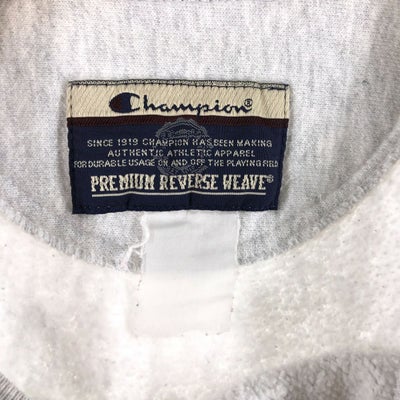 Champion®
SINCE 1919 CHAMPION HAS BEEN MAKING
AUTHENTIC ATHLETIC APPAREL
FOR DURABLE USAGE ON AND OFF THE PLAYING FIELD
PREMIUM REVERSE WEAVE®